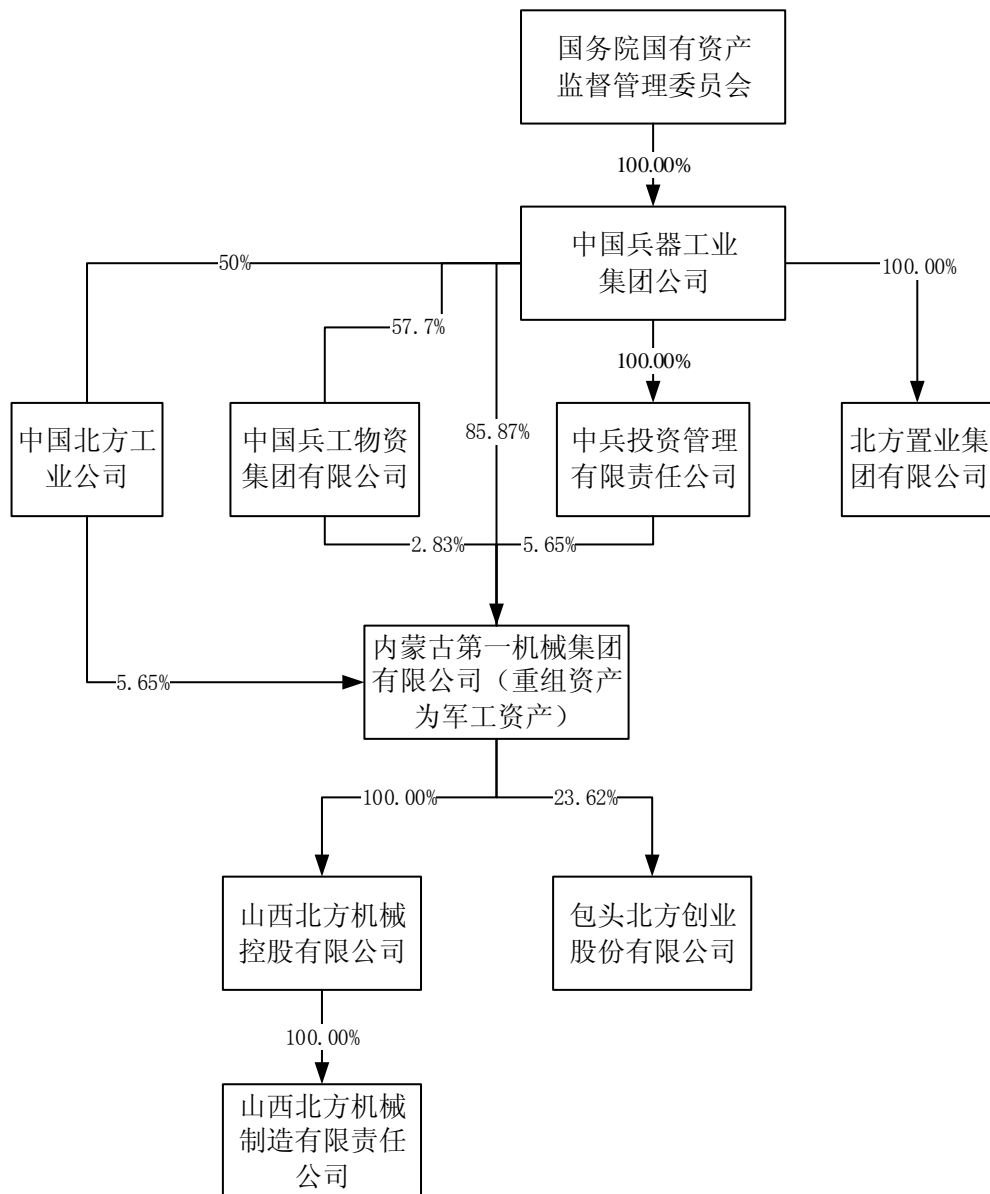 国务院国有资产
监督管理委员会
100.00%
中国兵器工业
集团公司
50%
100.00%
57.7%
100.00%
中国北方工
业公司
中国兵工物资
集团有限公司
85.87%
中兵投资管理
有限责任公司
北方置业集
团有限公司
2.83%
5.65%
内蒙古第一机械集团
有限公司（重组资产
为军工资产）
5.65%
100.00%
23.62%
山西北方机械
控股有限公司
包头北方创业
股份有限公司
100.00%
山西北方机械
制造有限责任
公司